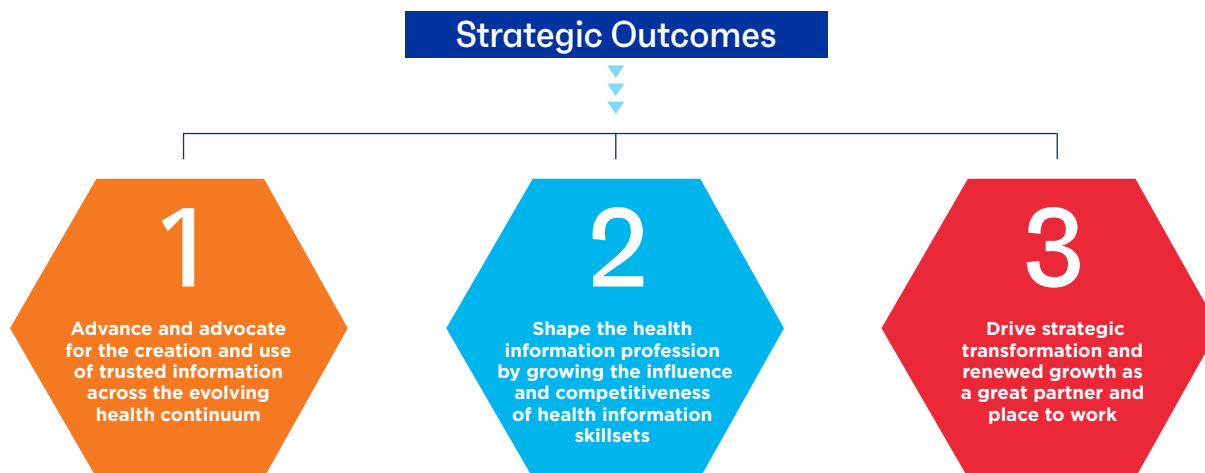 Strategic Outcomes
1
Advance and advocate
for the creation and use
of trusted information
across the evolving
health continuum
2
Shape the health
information profession
by growing the influence
and competitiveness
of health information
skillsets
3
Drive strategic
transformation and
renewed growth as
a great partner and
place to work